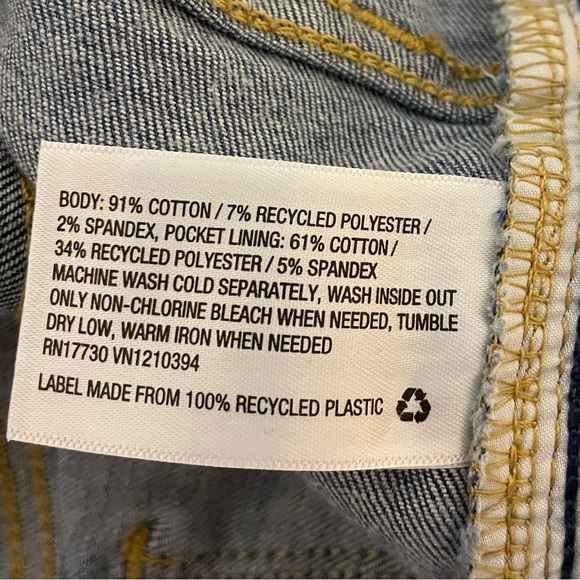 BODY: 91% COTTON / 7% RECYCLED POLYESTER /
2% SPANDEX, POCKET LINING: 61% COTTON /
34% RECYCLED POLYESTER / 5% SPANDEX
MACHINE WASH COLD SEPARATELY, WASH INSIDE OUT
ONLY NON-CHLORINE BLEACH WHEN NEEDED, TUMBLE
DRY LOW, WARM IRON WHEN NEEDED
RN17730 VN1210394
LABEL MADE FROM 100% RECYCLED PLASTIC